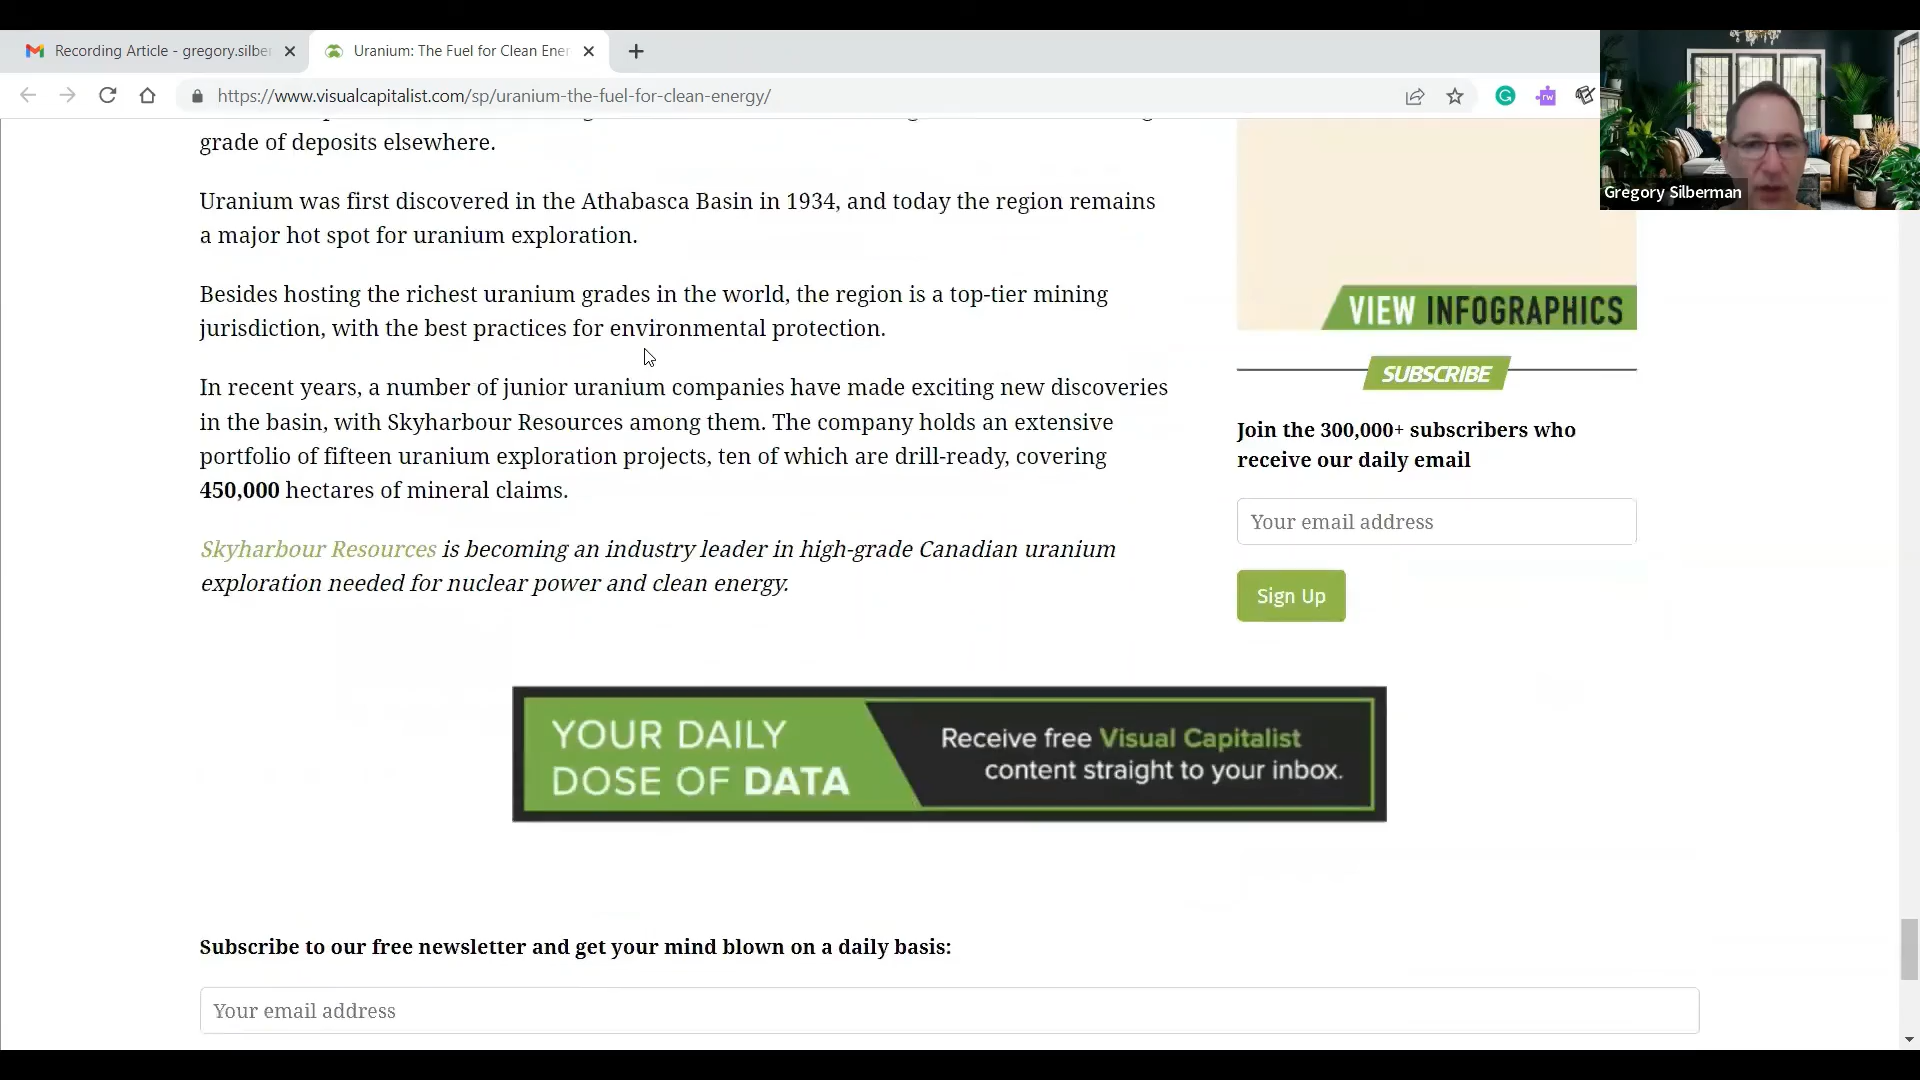 Recording Article - gregory.silber
Uranium: The Fuel for Clean Ener
https://www.visualcapitalist.com/sp/uranium-the-fuel-for-clean-energy/
rw
Gregory Silberman
grade of deposits elsewhere.
Uranium was first discovered in the Athabasca Basin in 1934, and today the region remains
a major hot spot for uranium exploration.
Besides hosting the richest uranium grades in the world, the region is a top-tier mining
jurisdiction, with the best practices for environmental protection.
In recent years, a number of junior uranium companies have made exciting new discoveries
in the basin, with Skyharbour Resources among them. The company holds an extensive
portfolio of fifteen uranium exploration projects, ten of which are drill-ready, covering
450,000 hectares of mineral claims.
Skyharbour Resources is becoming an industry leader in high-grade Canadian uranium
exploration needed for nuclear power and clean energy.
VIEW INFOGRAPHICS
SUBSCRIBE
Join the 300,000+ subscribers who
receive our daily email
Your email address
Sign Up
YOUR DAILY
DOSE OF DATA
Receive free Visual Capitalist
content straight to your inbox.
Subscribe to our free newsletter and get your mind blown on a daily basis:
Your email address